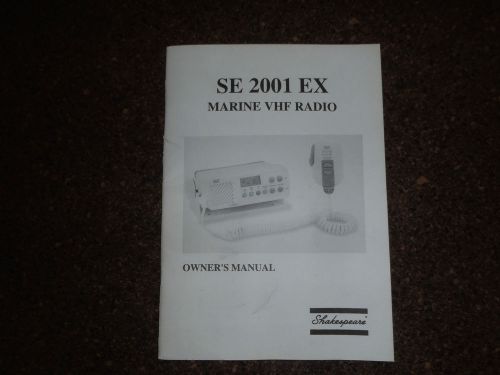 SE 2001 EX
MARINE VHF RADIO
OWNER'S MANUAL
Shakespeare